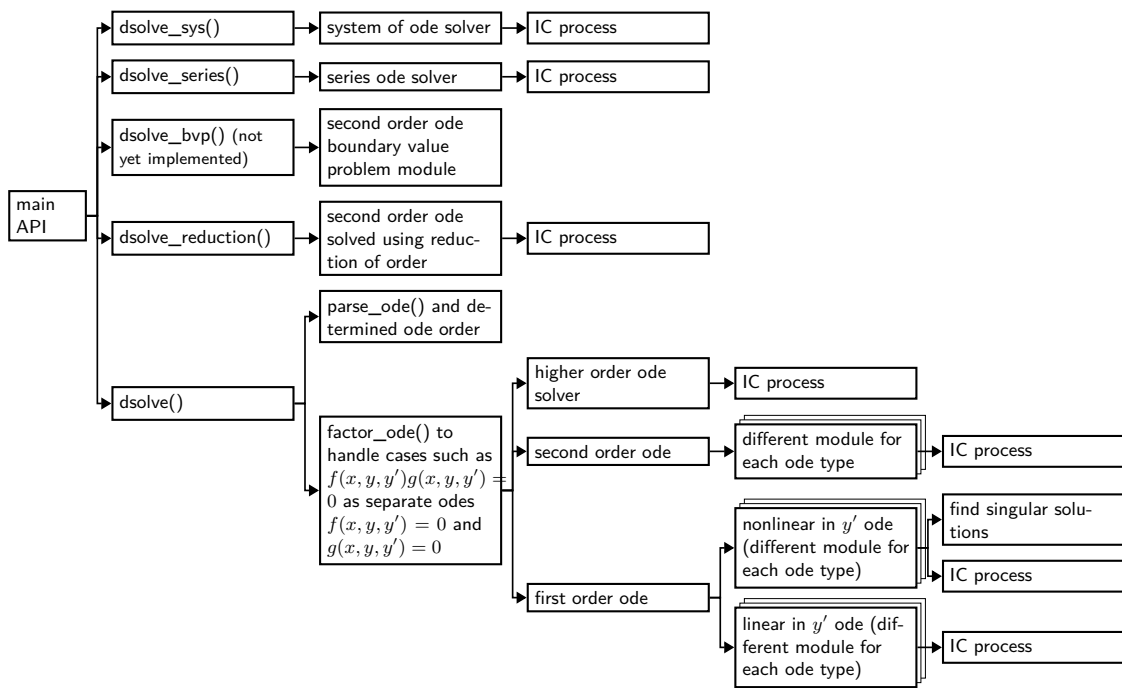 dsolve_sys()
system of ode solver
IC process
dsolve_series()
series ode solver
IC process
dsolve_bvp() (not
yet implemented)
second order ode
boundary value
problem module
main
API
dsolve_reduction()
second order ode
solved using reduc-
tion of order
IC process
parse_ode() and de-
termined ode order
dsolve()
factor_ode() to
handle cases such as
f(x, y, y′)g(x, y, y′) =
0 as separate odes
f(x, y, y′) = 0 and
g(x, y, y′) = 0
higher order ode
solver
IC process
second order ode
different module for
each ode type
IC process
first order ode
nonlinear in y′ ode
(different module for
each ode type)
find singular solu-
tions
IC process
linear in y′ ode (dif-
ferent module for
each ode type)
IC process